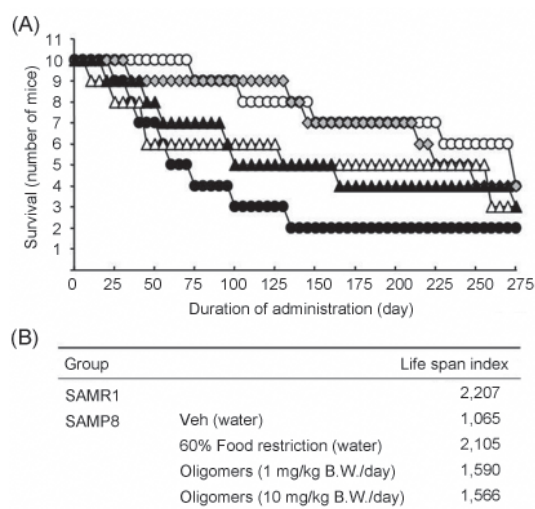 (A)
Survival (number of mice)
10
9
8
7
6
5
4
3
2
1
0 25 50 75 100 125 150 175 200 225 250 275
Duration of administration (day)
(B)
Group Life span index
SAMR1 2,207
SAMP8 Veh (water) 1,065
60% Food restriction (water) 2,105
Oligomers (1 mg/kg B.W./day) 1,590
Oligomers (10 mg/kg B.W./day) 1,566